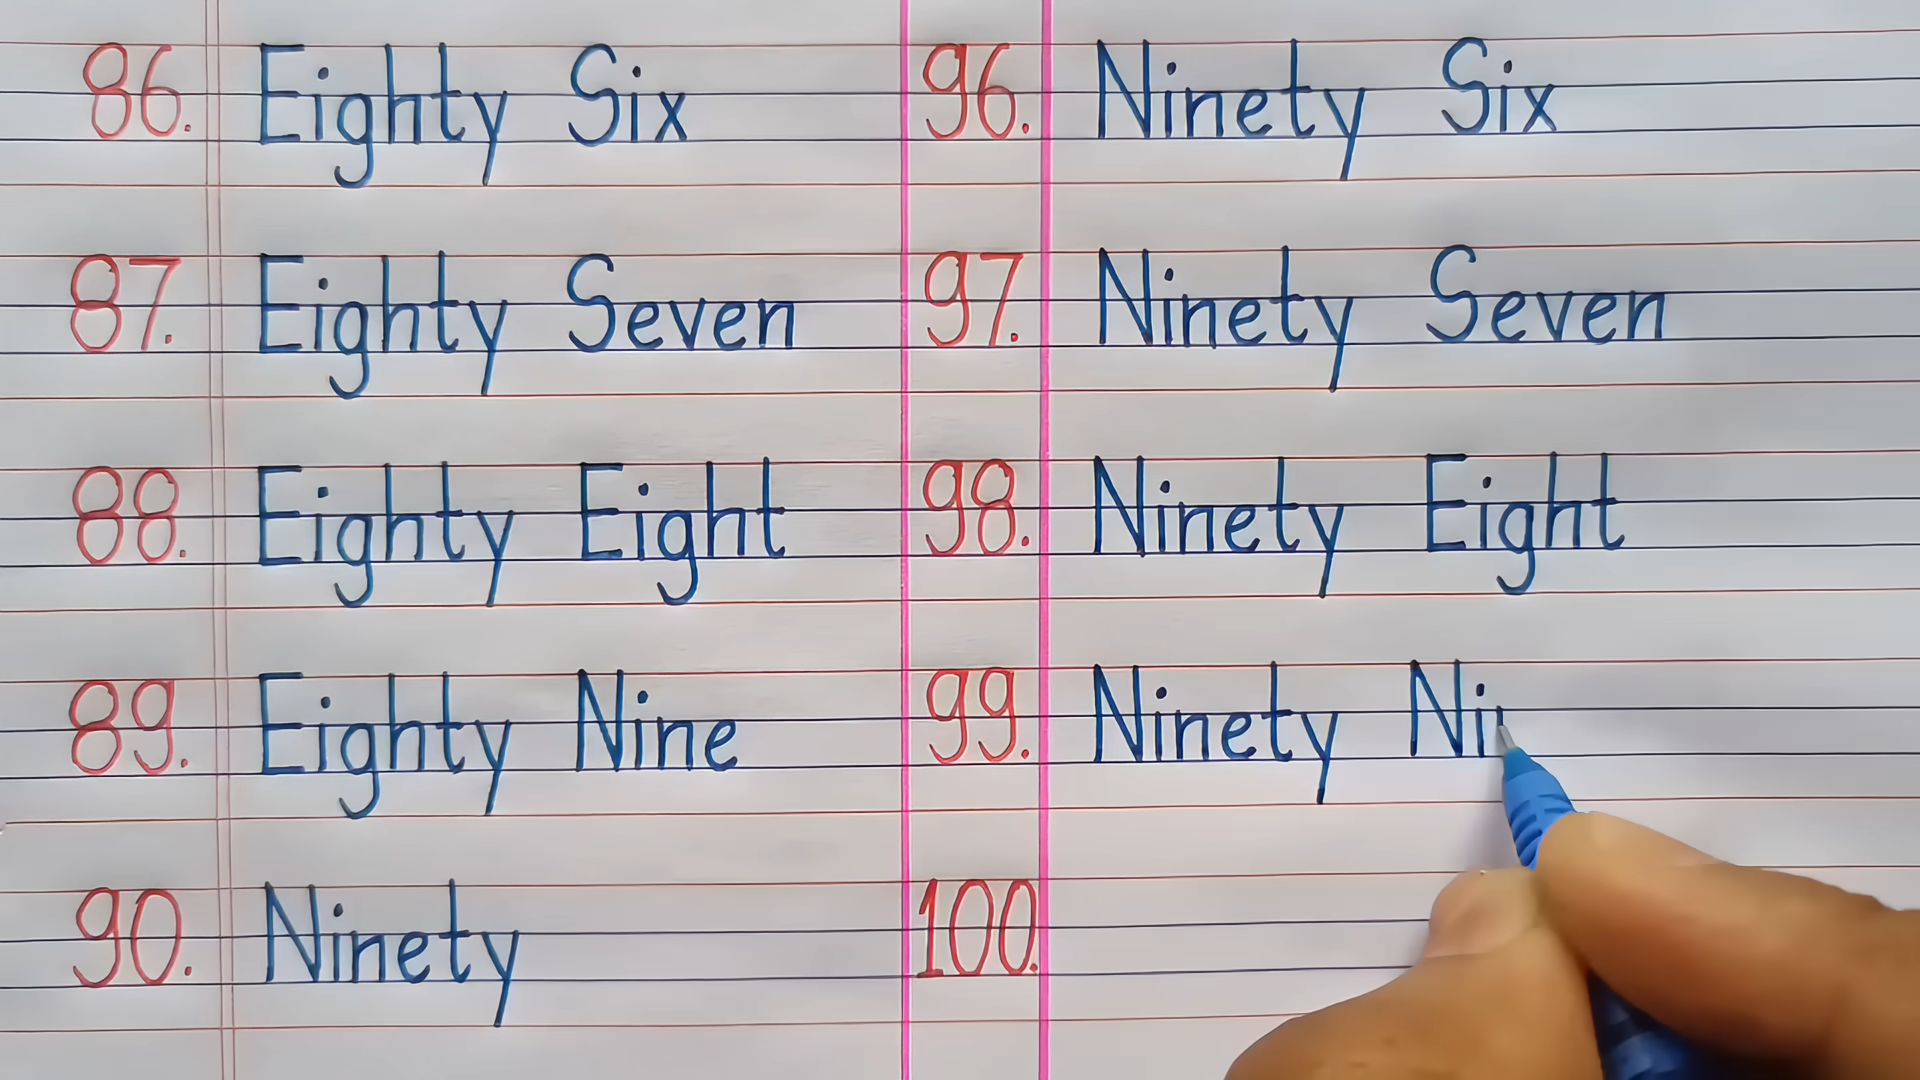 86. Eighty Six
87. Eighty Seven
88. Eighty Eight
89. Eighty Nine
90. Ninety
96. Ninety Six
97. Ninety Seven
98. Ninety Eight
99. Ninety Ni
100.